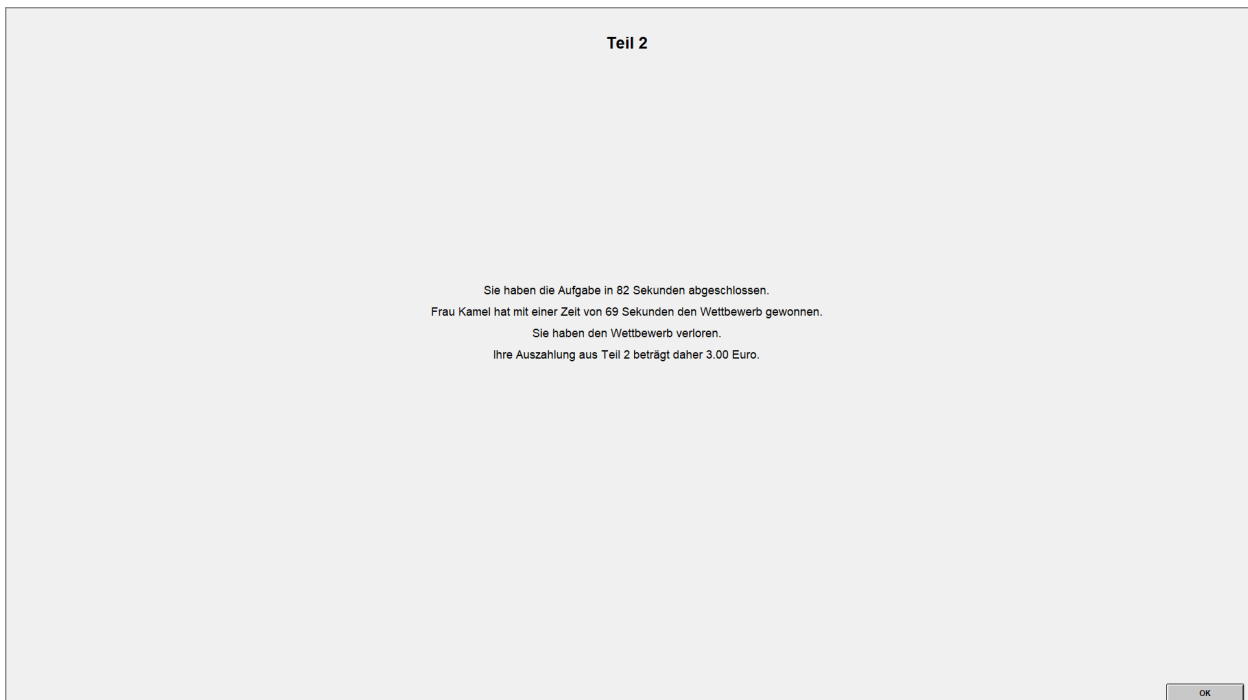 Teil 2
Sie haben die Aufgabe in 82 Sekunden abgeschlossen.
Frau Kamel hat mit einer Zeit von 69 Sekunden den Wettbewerb gewonnen.
Sie haben den Wettbewerb verloren.
Ihre Auszahlung aus Teil 2 beträgt daher 3.00 Euro.
OK